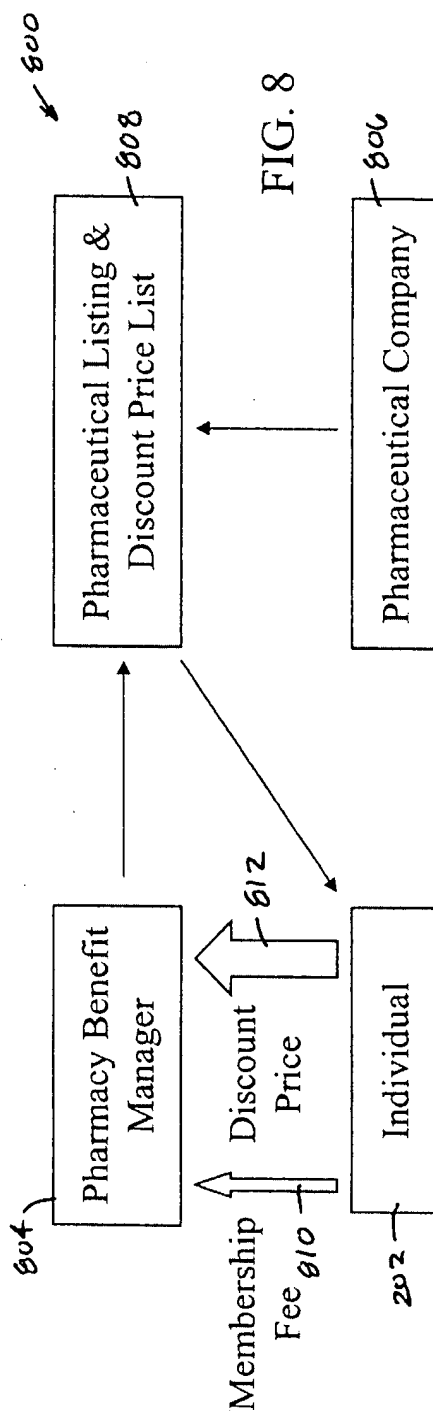 800
804
Pharmacy Benefit
Manager
Pharmaceutical Listing &
Discount Price List
808
Membership
Fee
810
Discount
Price
812
FIG. 8
202
Individual
Pharmaceutical Company
806